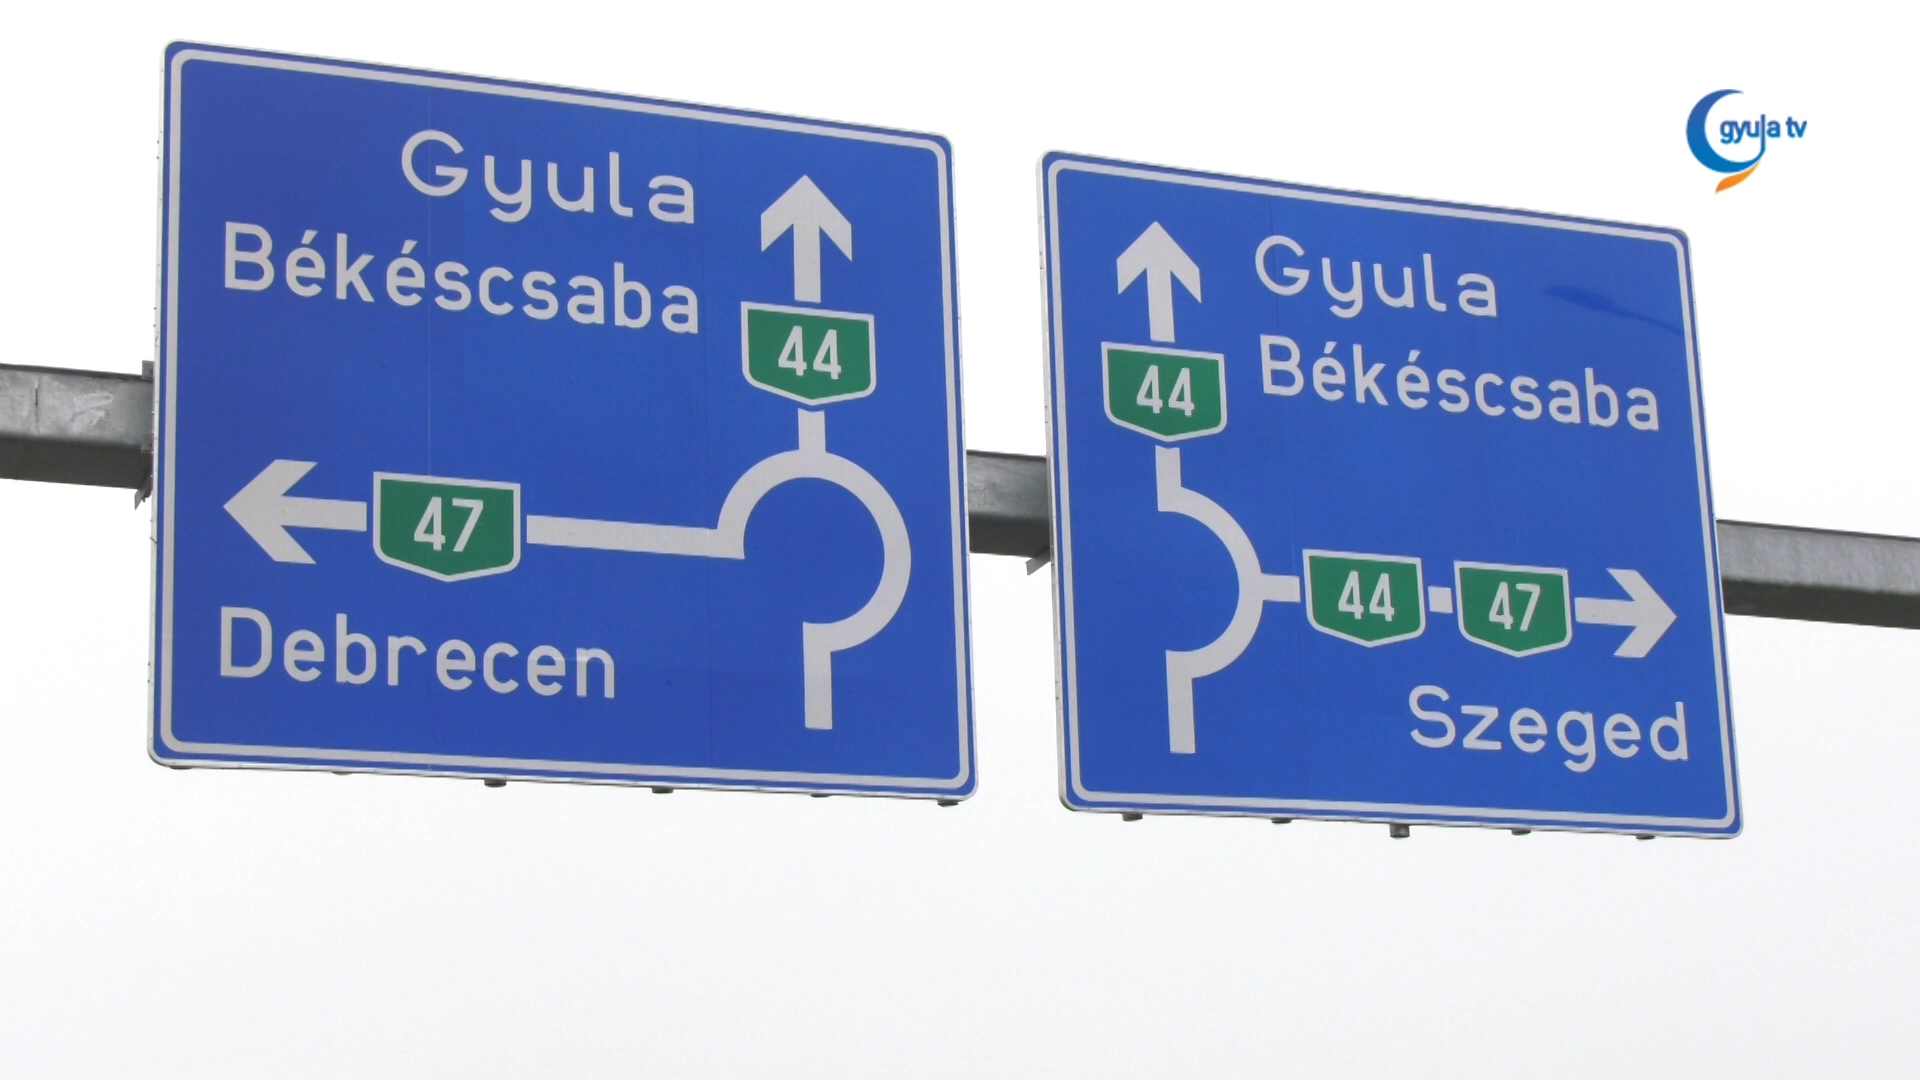 Gyula
Békéscsaba
44
47
Debrecen
Gyula
Békéscsaba
44
44 47
Szeged
gyula tv